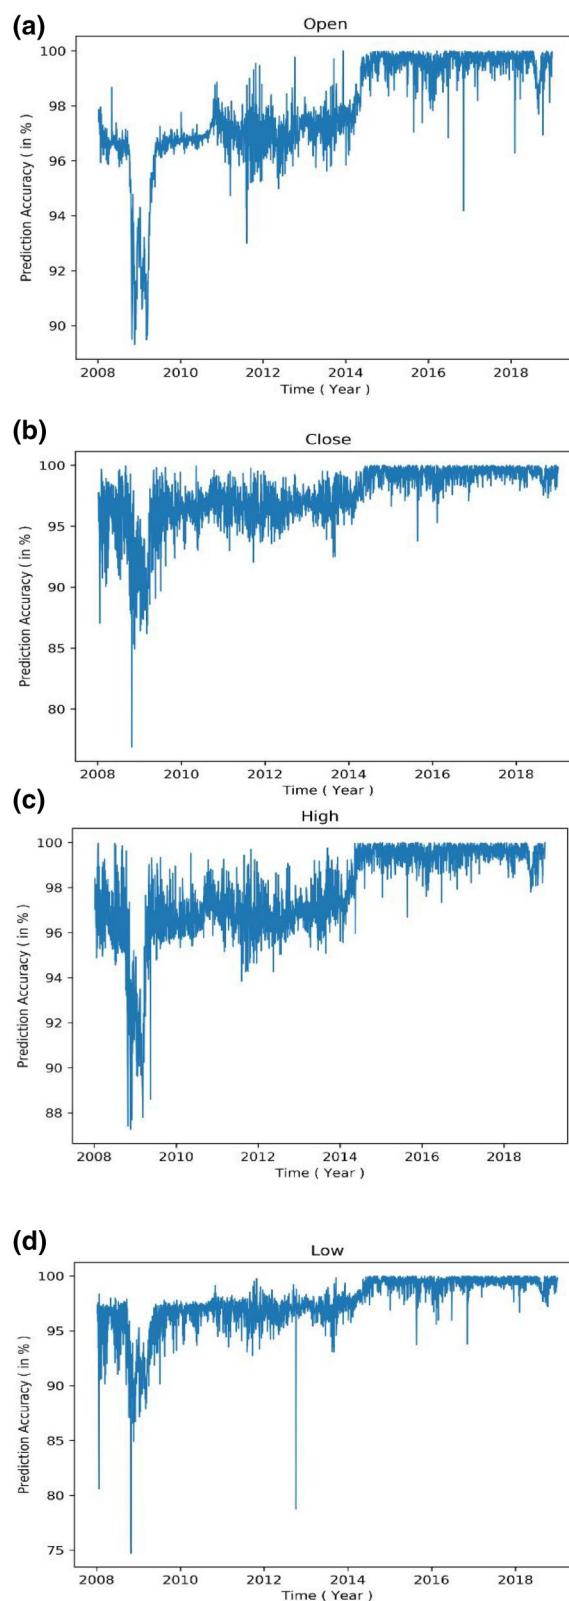 (a)
Open
100
98
96
94
92
90
2008 2010 2012 2014 2016 2018
Prediction Accuracy ( in % )
Time ( Year )
(b)
Close
100
95
90
85
80
2008 2010 2012 2014 2016 2018
Prediction Accuracy ( in % )
Time ( Year )
(c)
High
100
98
96
94
92
90
88
2008 2010 2012 2014 2016 2018
Prediction Accuracy ( in % )
Time ( Year )
(d)
Low
100
95
90
85
80
75
2008 2010 2012 2014 2016 2018
Prediction Accuracy ( in % )
Time ( Year )